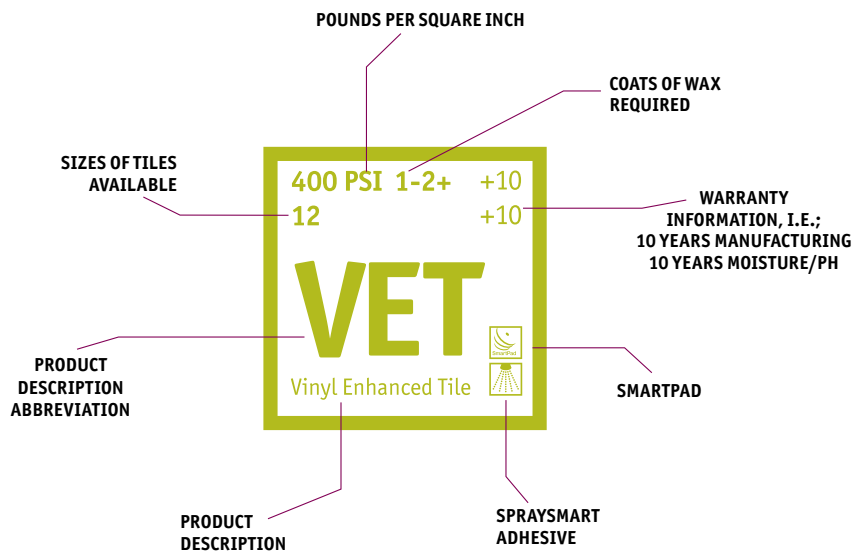 POUNDS PER SQUARE INCH
COATS OF WAX
REQUIRED
SIZES OF TILES
AVAILABLE
400 PSI 1-2+ +10
12 +10
WARRANTY
INFORMATION, I.E.;
10 YEARS MANUFACTURING
10 YEARS MOISTURE/PH
VET
SmartPad
Vinyl Enhanced Tile
PRODUCT
DESCRIPTION
ABBREVIATION
SMARTPAD
PRODUCT
DESCRIPTION
SPRAYSMART
ADHESIVE